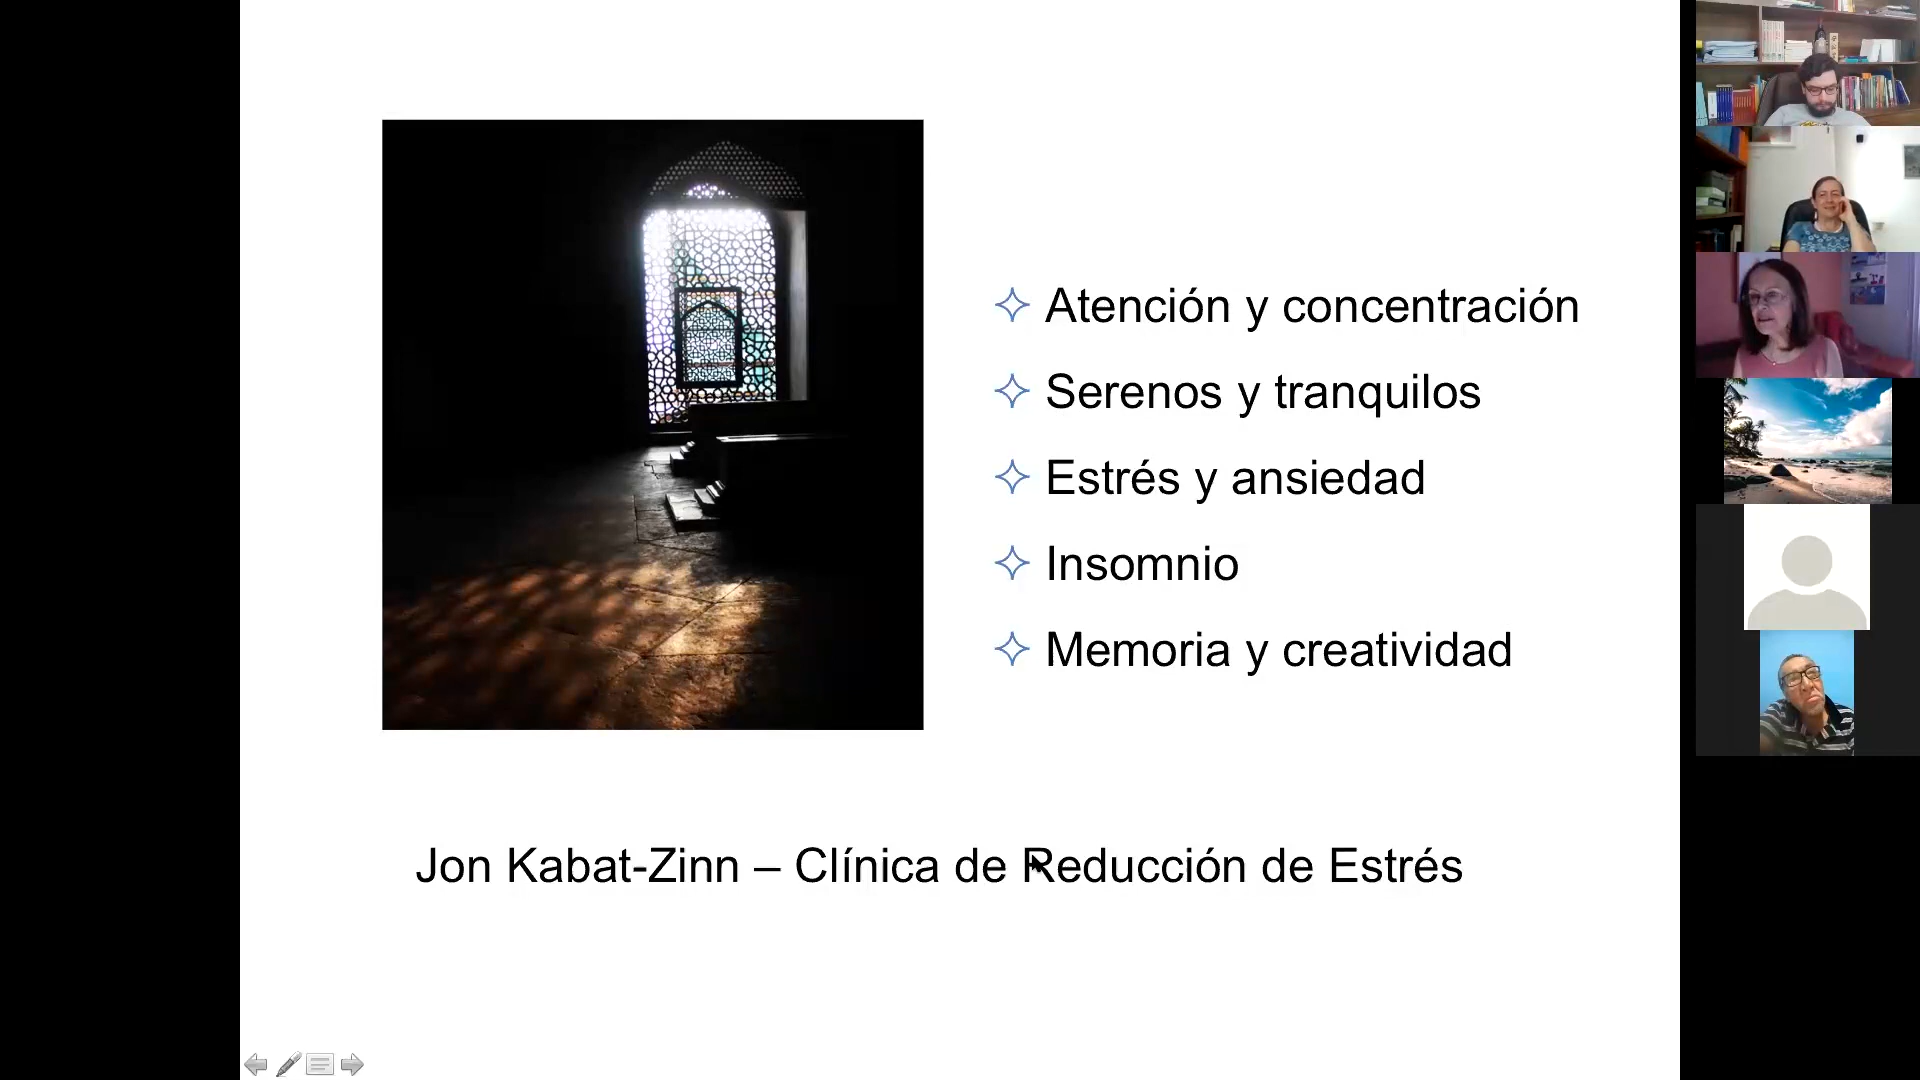 Atención y concentración
Serenos y tranquilos
Estrés y ansiedad
Insomnio
Memoria y creatividad
Jon Kabat-Zinn – Clínica de Reducción de Estrés